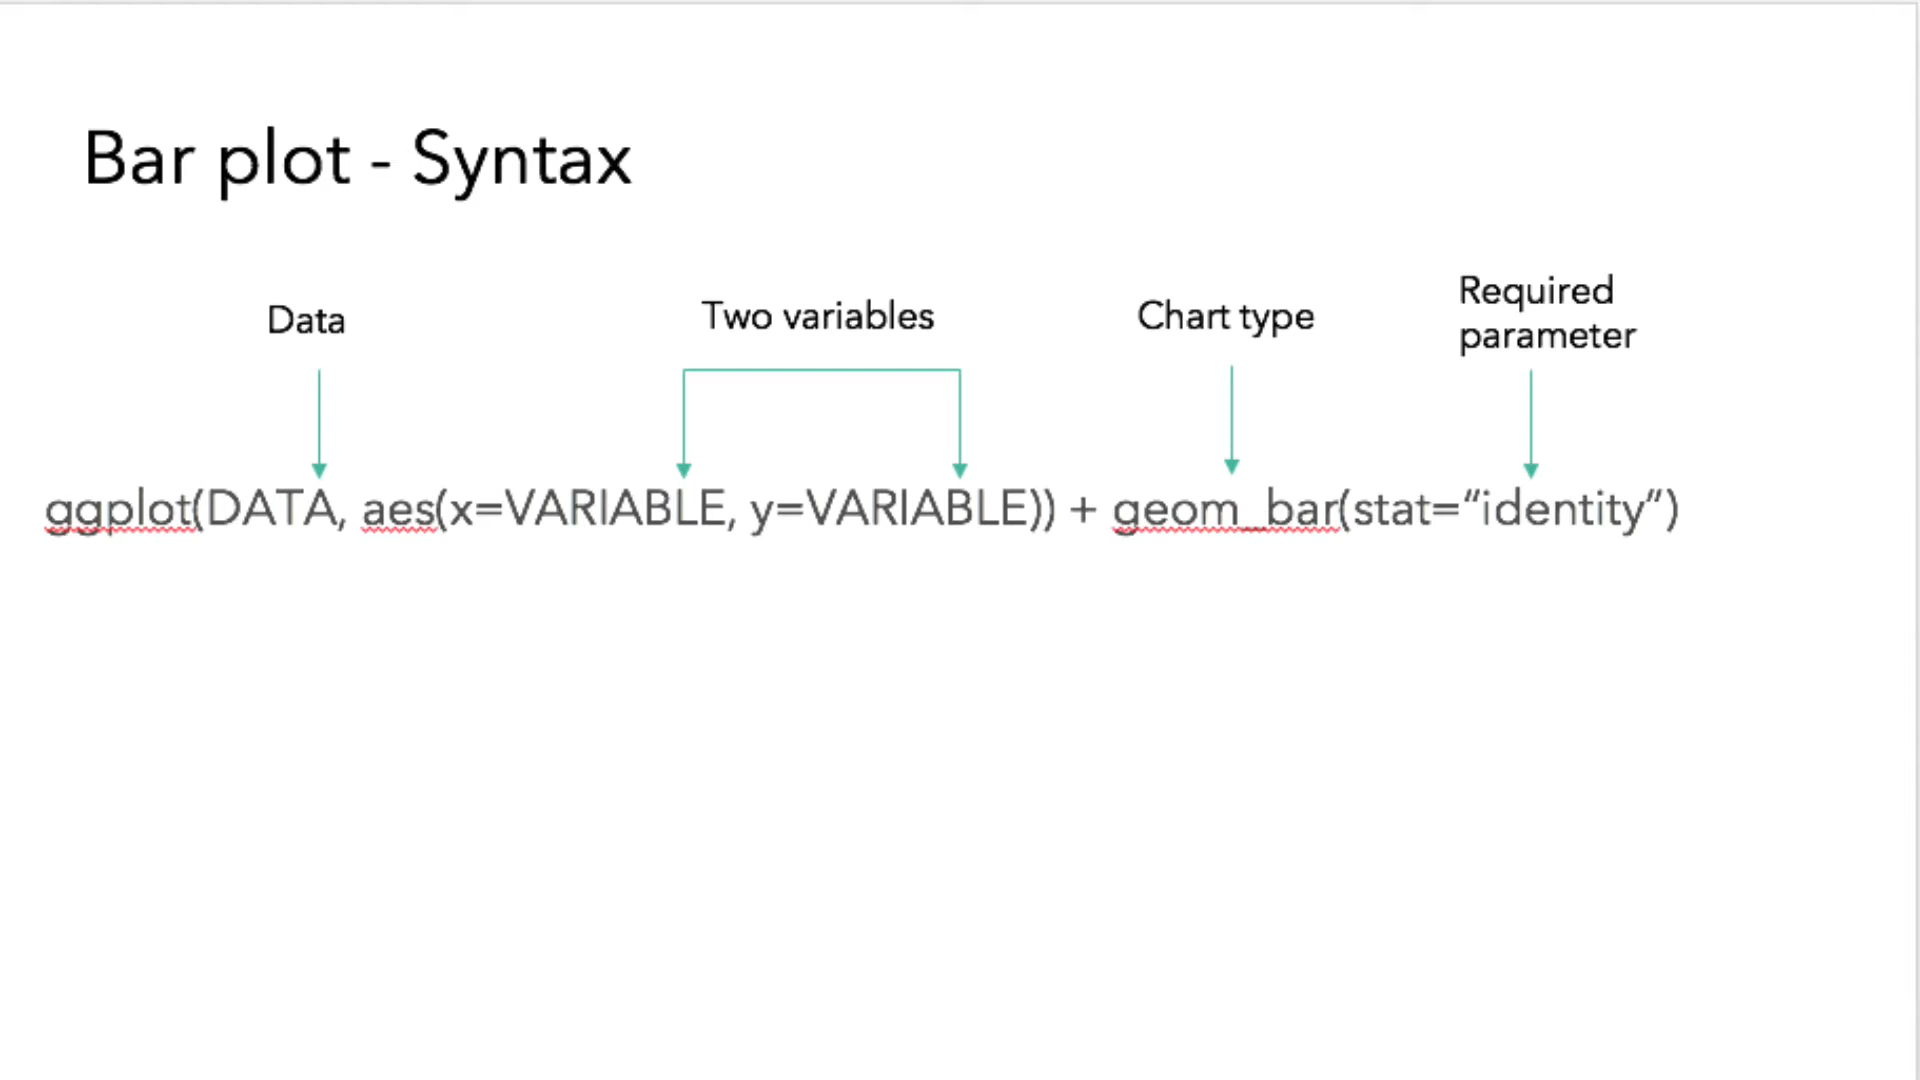 Bar plot - Syntax
Data
Two variables
Chart type
Required
parameter
ggplot(DATA, aes(x=VARIABLE, y=VARIABLE)) + geom_bar(stat=“identity”)